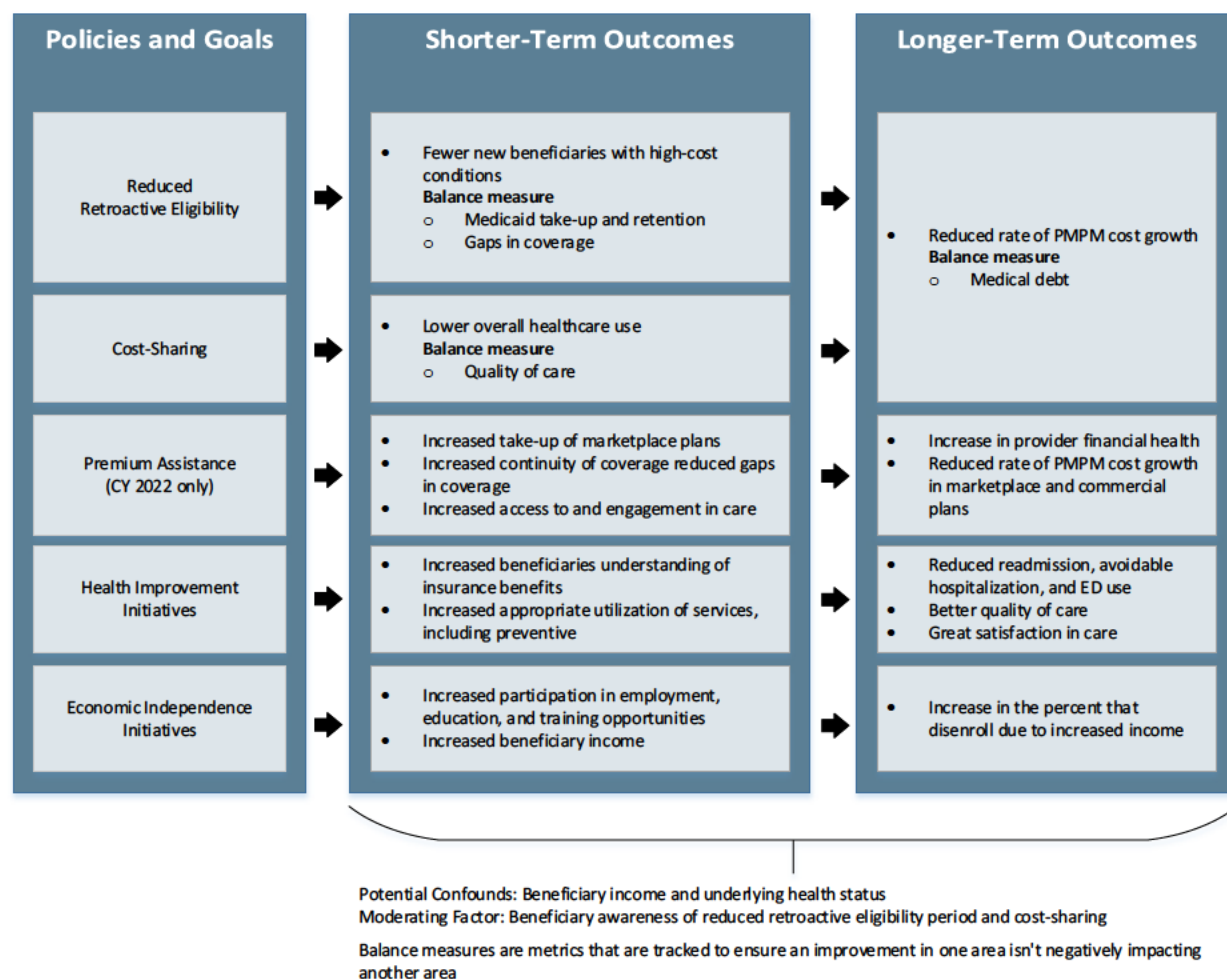 Policies and Goals
Shorter-Term Outcomes
Longer-Term Outcomes
Reduced
Retroactive Eligibility
• Fewer new beneficiaries with high-cost
conditions
Balance measure
o Medicaid take-up and retention
o Gaps in coverage
• Reduced rate of PMPM cost growth
Balance measure
o Medical debt
Cost-Sharing
• Lower overall healthcare use
Balance measure
o Quality of care
Premium Assistance
(CY 2022 only)
• Increased take-up of marketplace plans
• Increased continuity of coverage reduced gaps
in coverage
• Increased access to and engagement in care
• Increase in provider financial health
• Reduced rate of PMPM cost growth
in marketplace and commercial
plans
Health Improvement
Initiatives
• Increased beneficiaries understanding of
insurance benefits
• Increased appropriate utilization of services,
including preventive
• Reduced readmission, avoidable
hospitalization, and ED use
• Better quality of care
• Great satisfaction in care
Economic Independence
Initiatives
• Increased participation in employment,
education, and training opportunities
• Increased beneficiary income
• Increase in the percent that
disenroll due to increased income
Potential Confounds: Beneficiary income and underlying health status
Moderating Factor: Beneficiary awareness of reduced retroactive eligibility period and cost-sharing
Balance measures are metrics that are tracked to ensure an improvement in one area isn't negatively impacting
another area